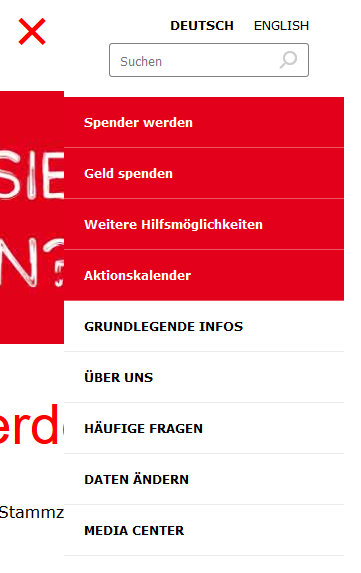 DEUTSCH ENGLISH
Suchen
Spender werden
Geld spenden
Weitere Hilfsmöglichkeiten
Aktionskalender
GRUNDLEGENDE INFOS
ÜBER UNS
HÄUFIGE FRAGEN
DATEN ÄNDERN
MEDIA CENTER
SIE
N?
erd
Stammz